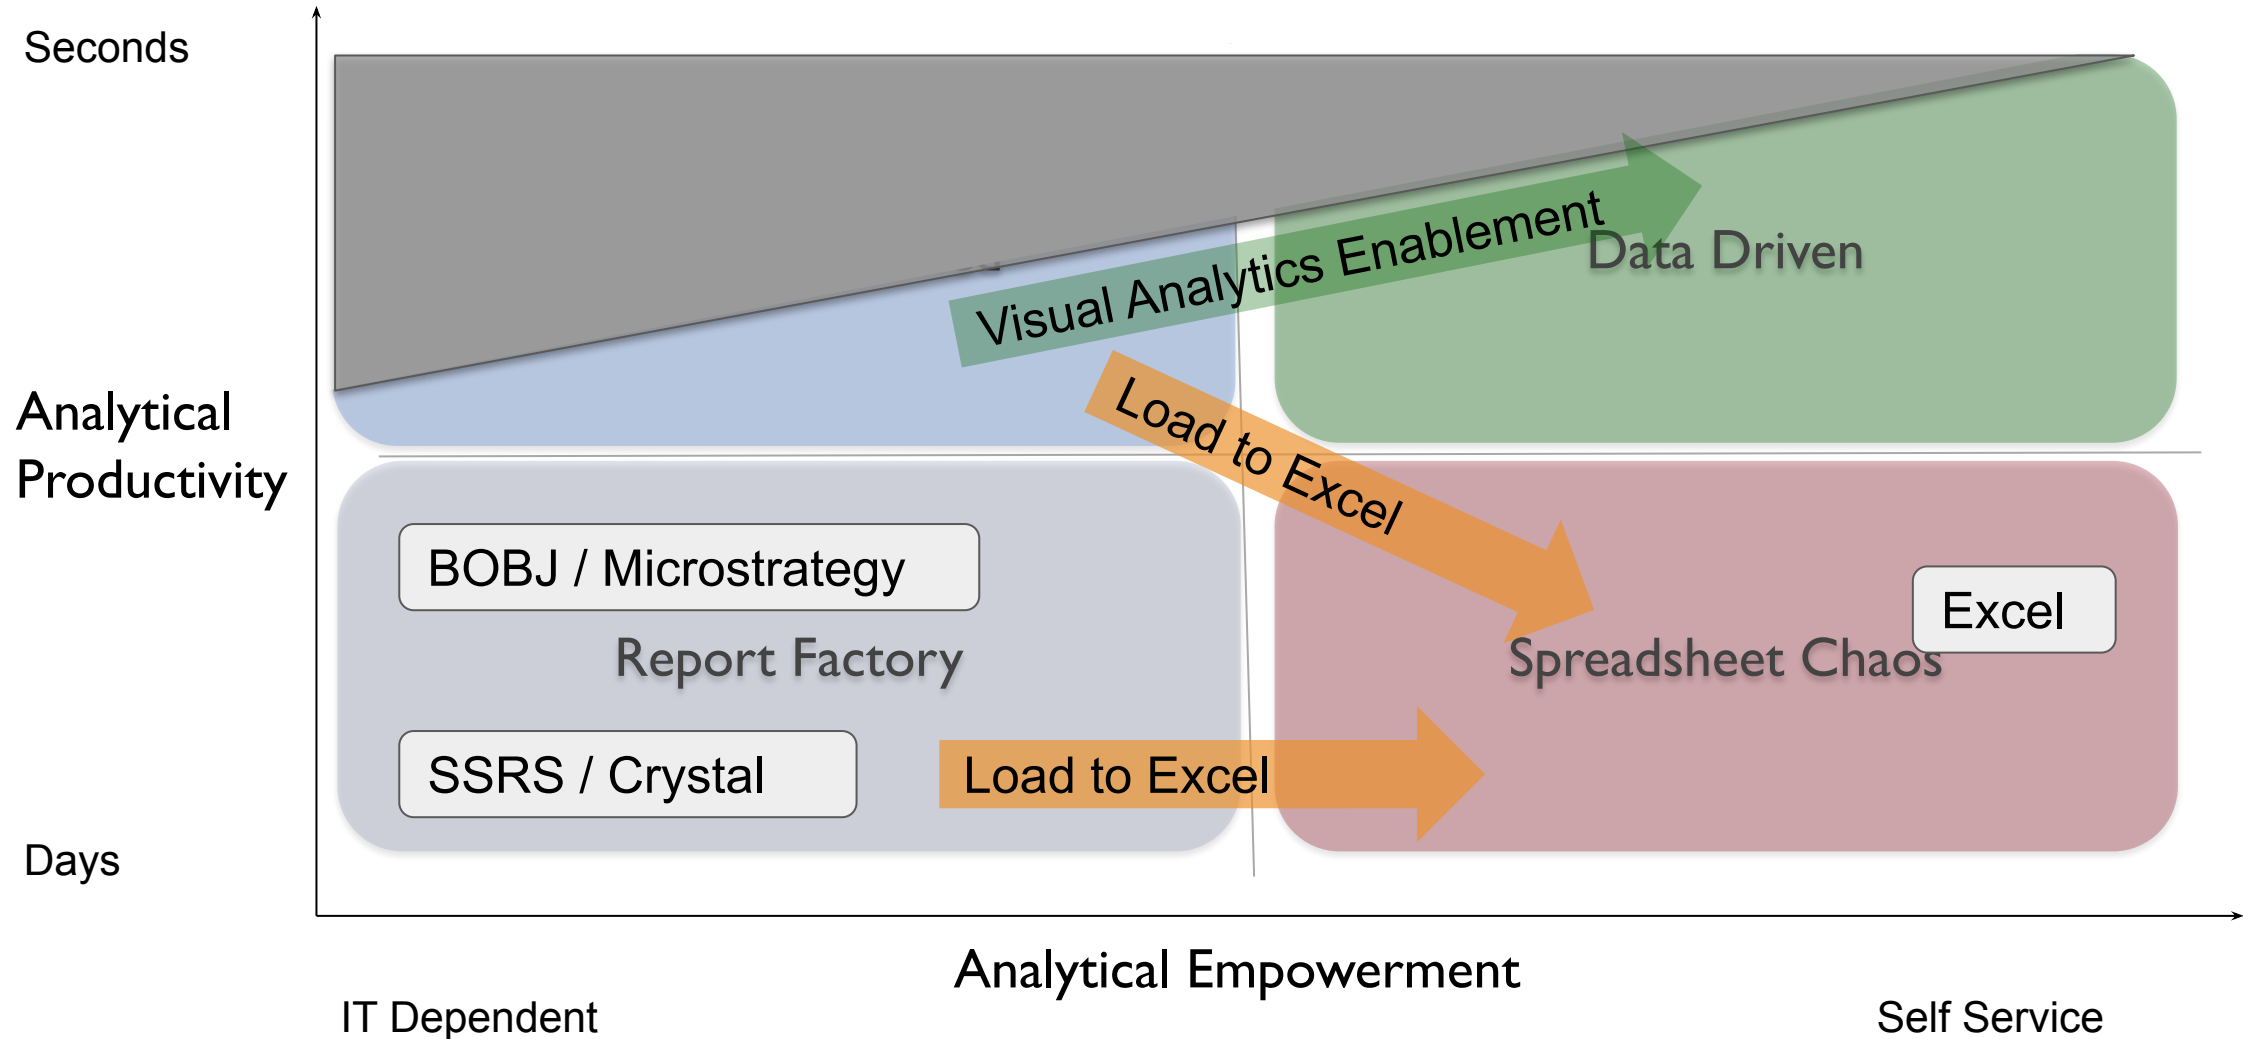 Seconds
Visual Analytics Enablement
Data Driven
Analytical
Productivity
Load to Excel
BOBJ / Microstrategy
Excel
Report Factory
Spreadsheet Chaos
SSRS / Crystal
Load to Excel
Days
Analytical Empowerment
IT Dependent
Self Service